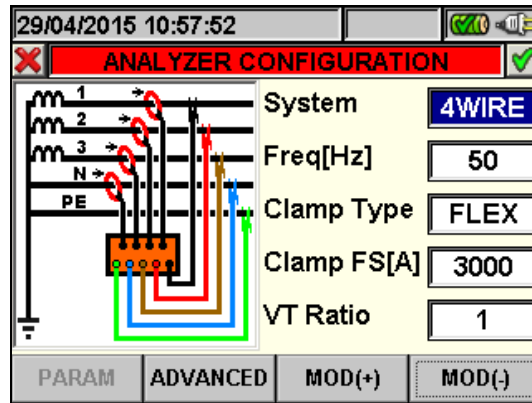 29/04/2015 10:57:52
ANALYZER CONFIGURATION
1
2
3
N
PE
System 4WIRE
Freq[Hz] 50
Clamp Type FLEX
Clamp FS[A] 3000
VT Ratio 1
PARAM ADVANCED MOD(+) MOD(-)